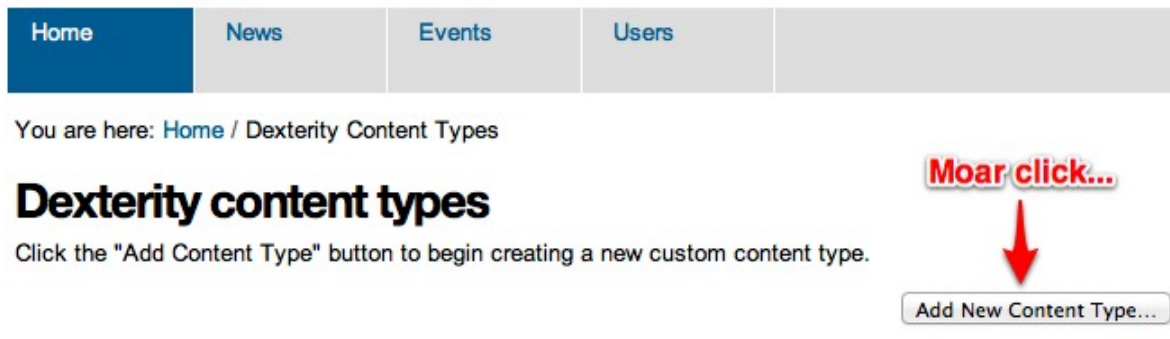 Home News Events Users
You are here: Home / Dexterity Content Types
Moar click...
Dexterity content types
Click the "Add Content Type" button to begin creating a new custom content type.
Add New Content Type...